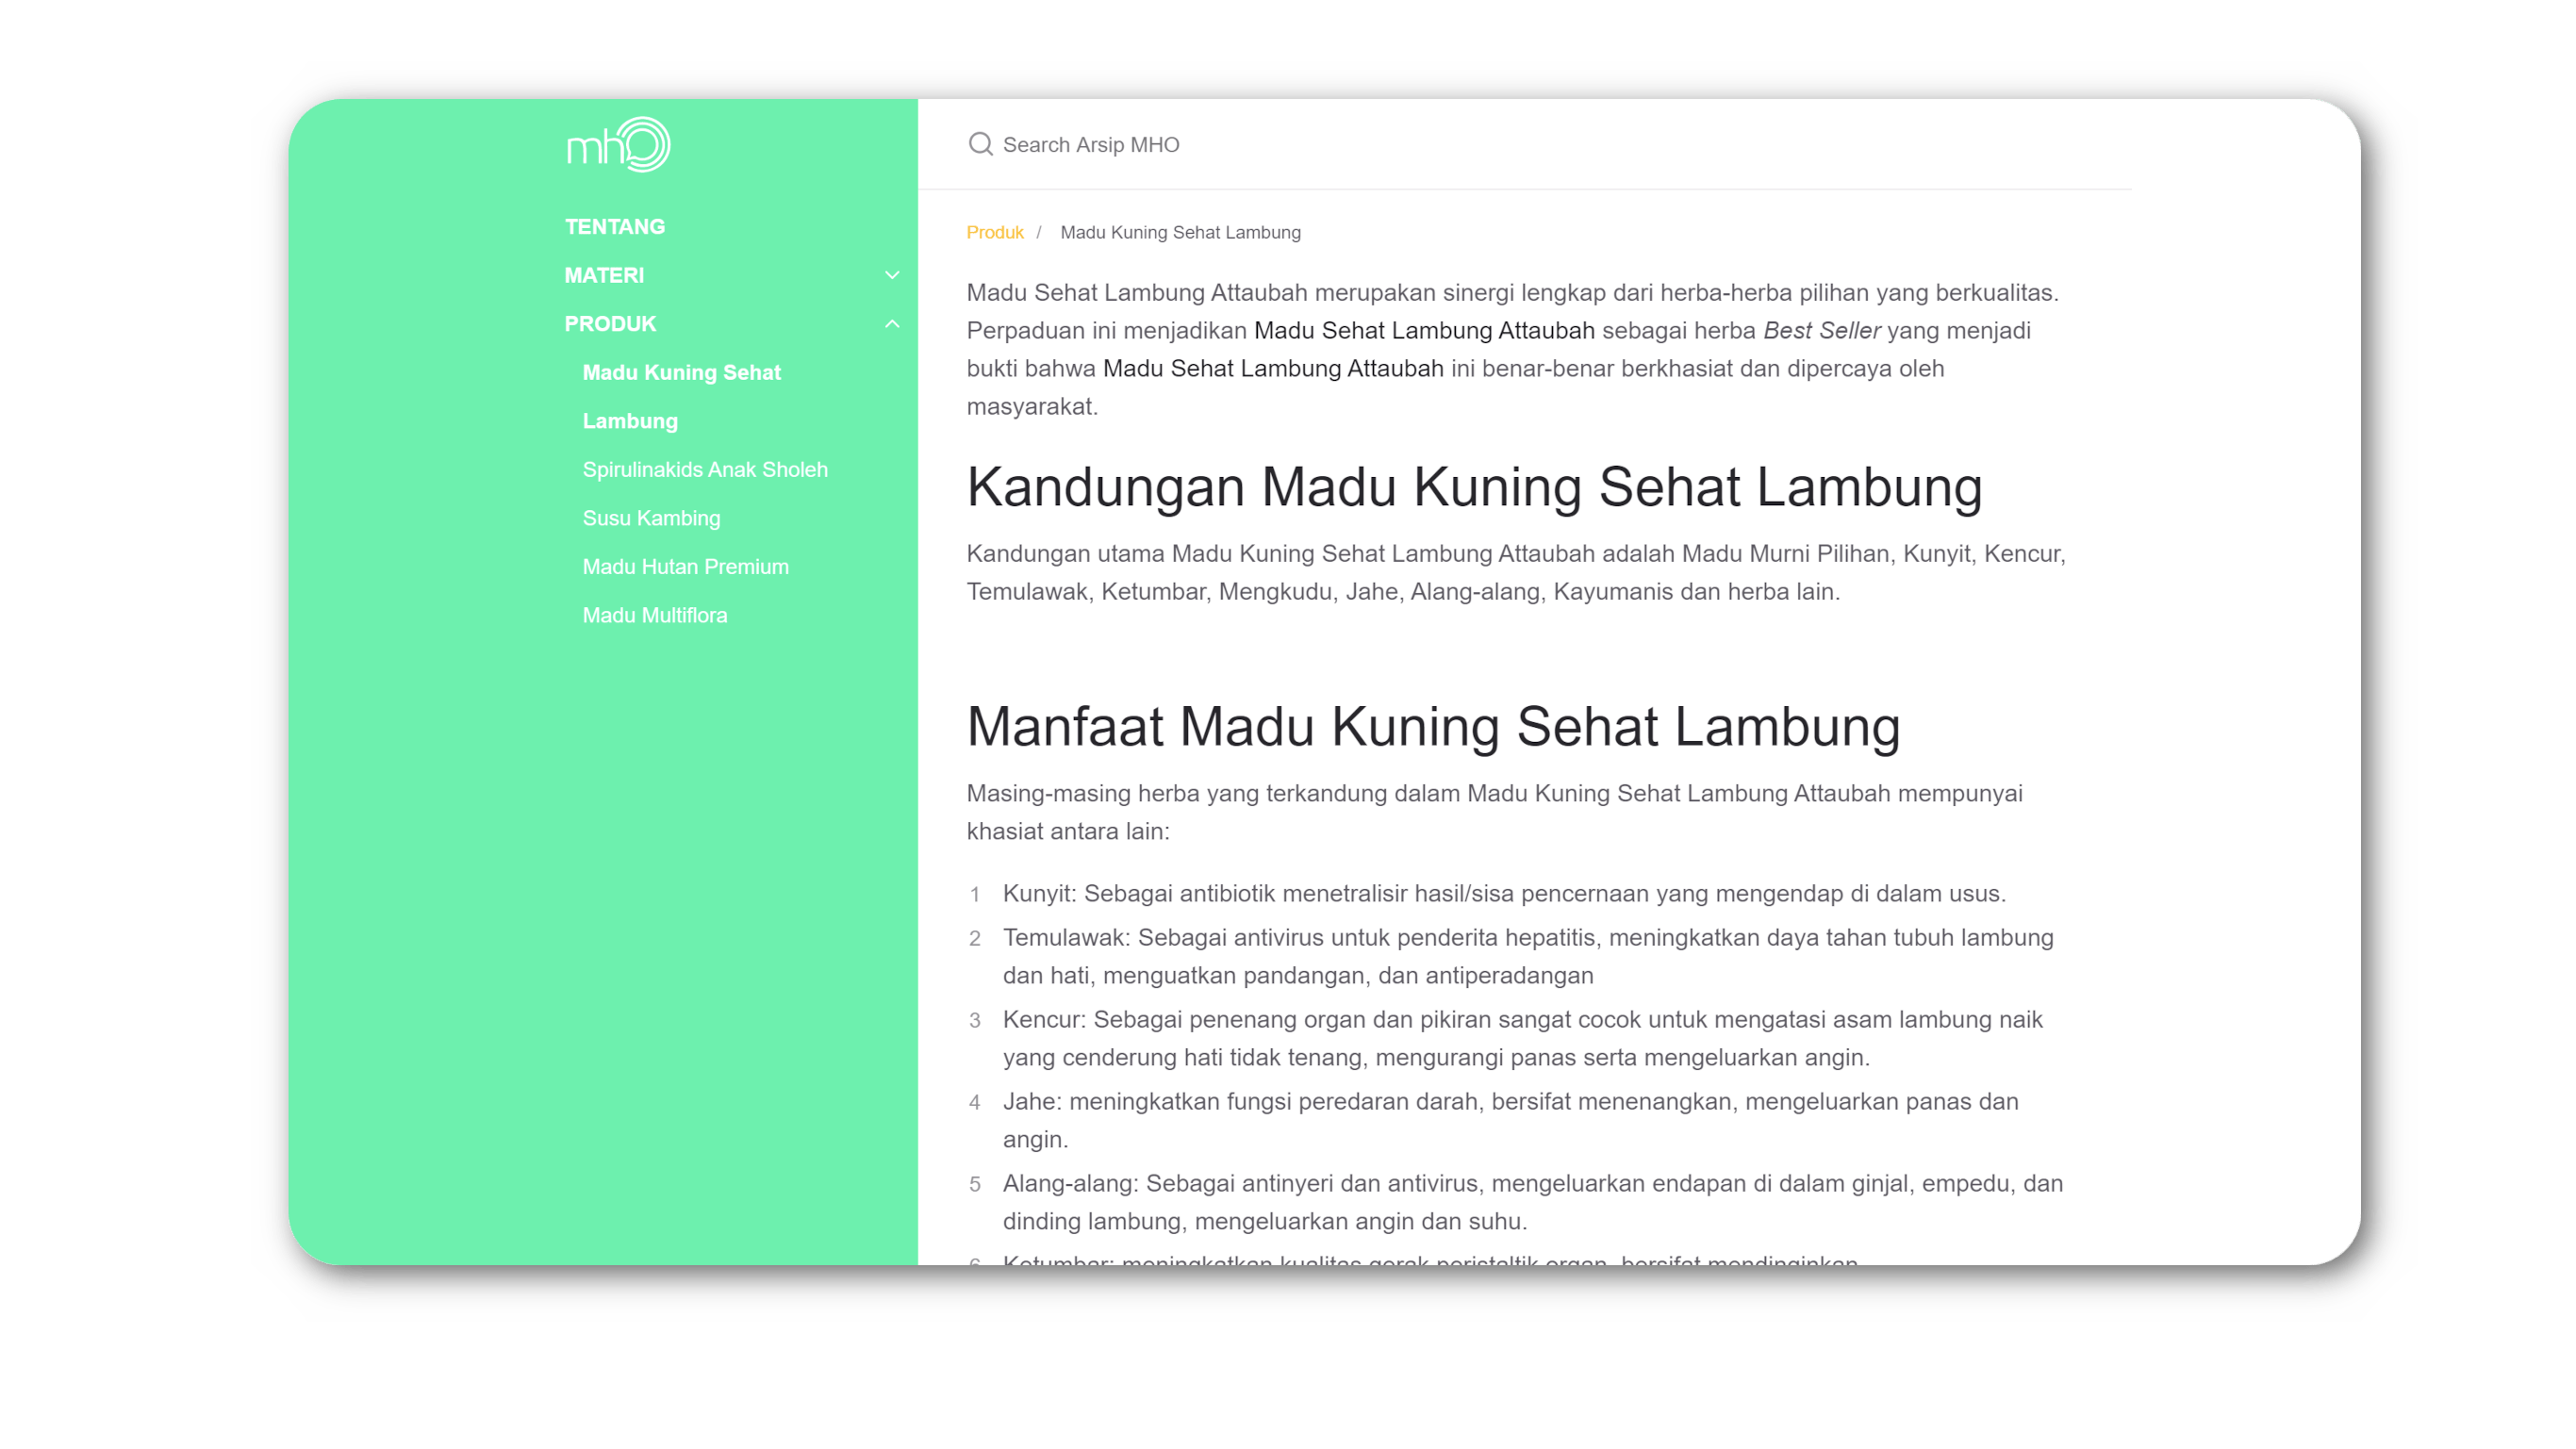 mho
TENTANG
MATERI
PRODUK
Madu Kuning Sehat
Lambung
Spirulinakids Anak Sholeh
Susu Kambing
Madu Hutan Premium
Madu Multiflora
Search Arsip MHO
Produk / Madu Kuning Sehat Lambung
Madu Sehat Lambung Attaubah merupakan sinergi lengkap dari herba-herba pilihan yang berkualitas.
Perpaduan ini menjadikan Madu Sehat Lambung Attaubah sebagai herba Best Seller yang menjadi
bukti bahwa Madu Sehat Lambung Attaubah ini benar-benar berkhasiat dan dipercaya oleh
masyarakat.
Kandungan Madu Kuning Sehat Lambung
Kandungan utama Madu Kuning Sehat Lambung Attaubah adalah Madu Murni Pilihan, Kunyit, Kencur,
Temulawak, Ketumbar, Mengkudu, Jahe, Alang-alang, Kayumanis dan herba lain.
Manfaat Madu Kuning Sehat Lambung
Masing-masing herba yang terkandung dalam Madu Kuning Sehat Lambung Attaubah mempunyai
khasiat antara lain:
1 Kunyit: Sebagai antibiotik menetralisir hasil/sisa pencernaan yang mengendap di dalam usus.
2 Temulawak: Sebagai antivirus untuk penderita hepatitis, meningkatkan daya tahan tubuh lambung
dan hati, menguatkan pandangan, dan antiperadangan
3 Kencur: Sebagai penenang organ dan pikiran sangat cocok untuk mengatasi asam lambung naik
yang cenderung hati tidak tenang, mengurangi panas serta mengeluarkan angin.
4 Jahe: meningkatkan fungsi peredaran darah, bersifat menenangkan, mengeluarkan panas dan
angin.
5 Alang-alang: Sebagai antinyeri dan antivirus, mengeluarkan endapan di dalam ginjal, empedu, dan
dinding lambung, mengeluarkan angin dan suhu.
6 Ketumbar: meningkatkan kualitas gerak peristaltik organ, bersifat mendinginkan